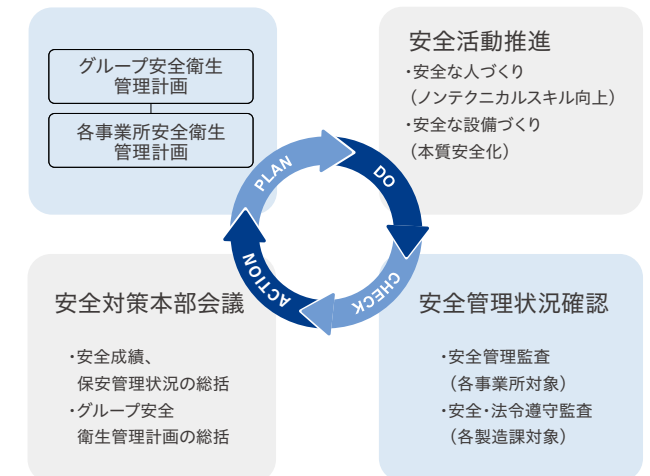 グループ安全衛生
管理計画
各事業所安全衛生
管理計画
安全活動推進
・安全な人づくり
（ノンテクニカルスキル向上）
・安全な設備づくり
（本質安全化）
PLAN
DO
CHECK
ACTION
安全対策本部会議
・安全成績、
保安管理状況の総括
・グループ安全
衛生管理計画の総括
安全管理状況確認
・安全管理監査
（各事業所対象）
・安全・法令遵守監査
（各製造課対象）